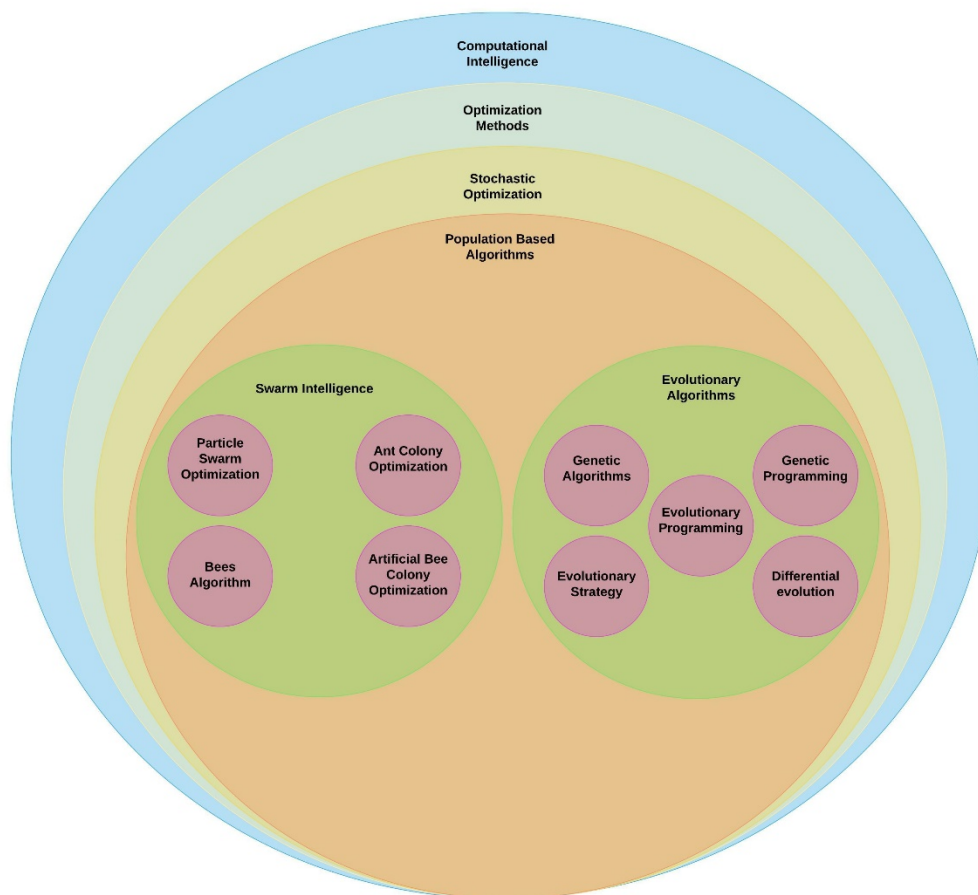 Computational
Intelligence
Optimization
Methods
Stochastic
Optimization
Population Based
Algorithms
Swarm Intelligence
Particle
Swarm
Optimization
Ant Colony
Optimization
Bees
Algorithm
Artificial Bee
Colony
Optimization
Evolutionary
Algorithms
Genetic
Algorithms
Genetic
Programming
Evolutionary
Programming
Evolutionary
Strategy
Differential
evolution